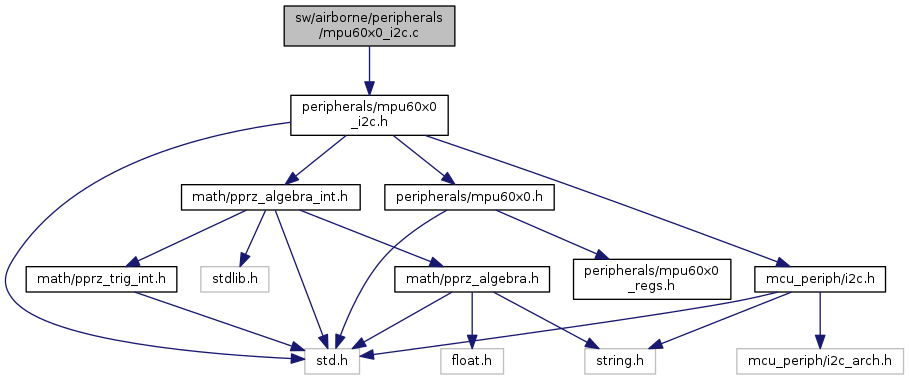 sw/airborne/peripherals
/mpu60x0_i2c.c
peripherals/mpu60x0
_i2c.h
math/pprz_algebra_int.h
peripherals/mpu60x0.h
math/pprz_trig_int.h
stdlib.h
math/pprz_algebra.h
peripherals/mpu60x0
_regs.h
mcu_periph/i2c.h
std.h
float.h
string.h
mcu_periph/i2c_arch.h